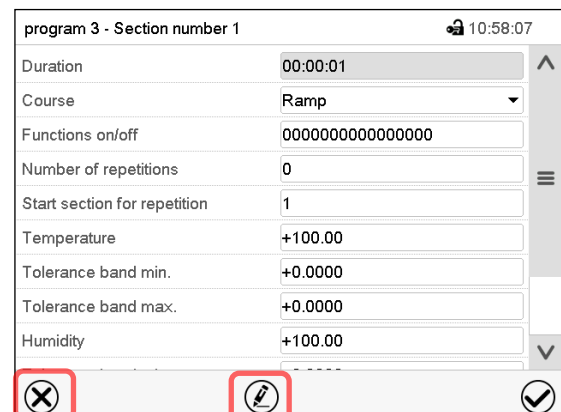 program 3 - Section number 1 10:58:07
Duration 00:00:01
Course Ramp
Functions on/off 0000000000000000
Number of repetitions 0
Start section for repetition 1
Temperature +100.00
Tolerance band min. +0.0000
Tolerance band max. +0.0000
Humidity +100.00